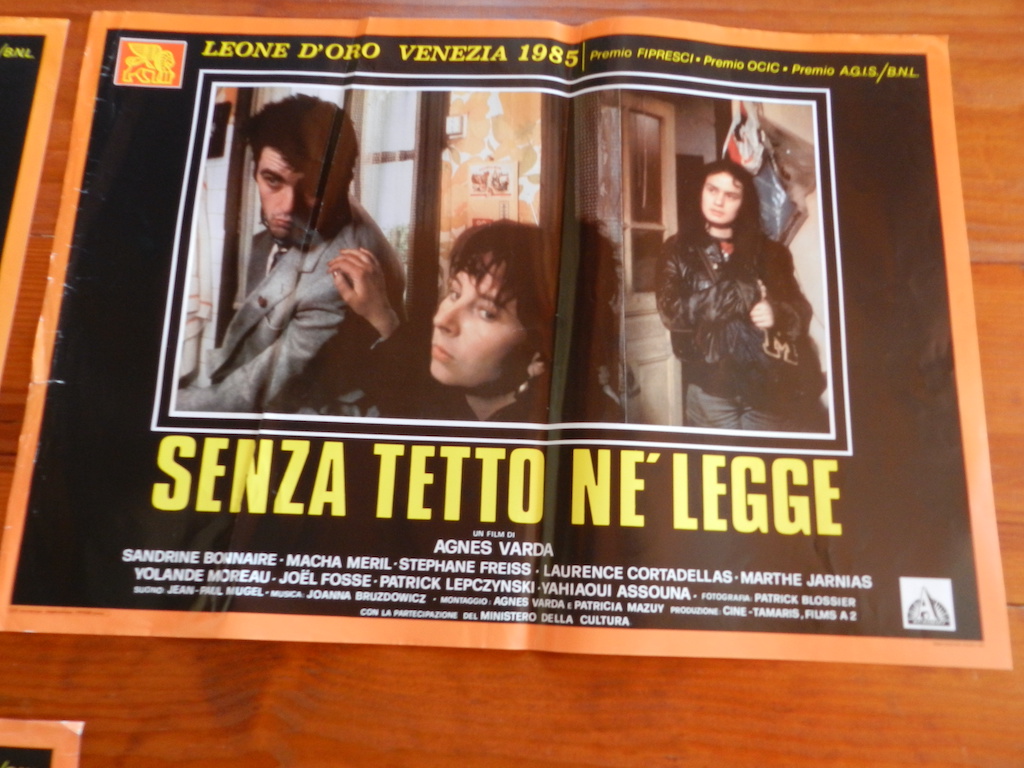 /B.N.L.
LEONE D'ORO VENEZIA 1985 Premio FIPRESCI • Premio OCIC • Premio A.G.I.S./B.N.L.
SENZA TETTO NE´ LEGGE
UN FILM DI
AGNES VARDA
SANDRINE BONNAIRE • MACHA MERIL • STEPHANE FREISS • LAURENCE CORTADELLAS • MARTHE JARNIAS
YOLANDE MOREAU • JOËL FOSSE • PATRICK LEPCZYNSKI • YAHIAOUI ASSOUNA • FOTOGRAFIA: PATRICK BLOSSIER
SUONO: JEAN-PAUL MUGEL • MUSICA: JOANNA BRUZDOWICZ • MONTAGGIO: AGNES VARDA E PATRICIA MAZUY PRODUZIONE: CINE-TAMARIS, FILMS A 2
CON LA PARTECIPAZIONE DEL MINISTERO DELLA CULTURA